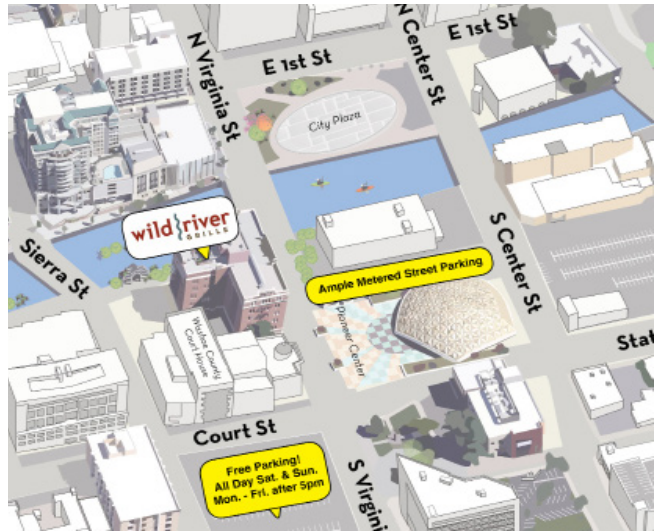 E 1st St
N Center St
E 1st St
N Virginia St
City Plaza
wild river
GRILLE
Sierra St
S Center St
Ample Metered Street Parking
Pioneer Center
Washoe County
Court House
Stat
Court St
Free Parking!
All Day Sat. & Sun.
Mon. - Fri. after 5pm
S Virgini